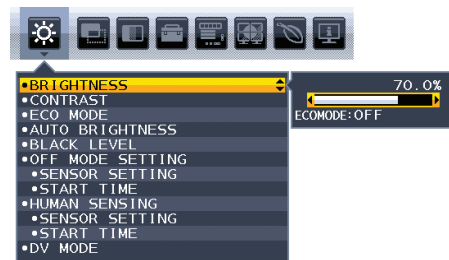 •BRIGHTNESS
70.0%
ECOMODE:OFF
•CONTRAST
•ECO MODE
•AUTO BRIGHTNESS
•BLACK LEVEL
•OFF MODE SETTING
•SENSOR SETTING
•START TIME
•HUMAN SENSING
•SENSOR SETTING
•START TIME
•DV MODE